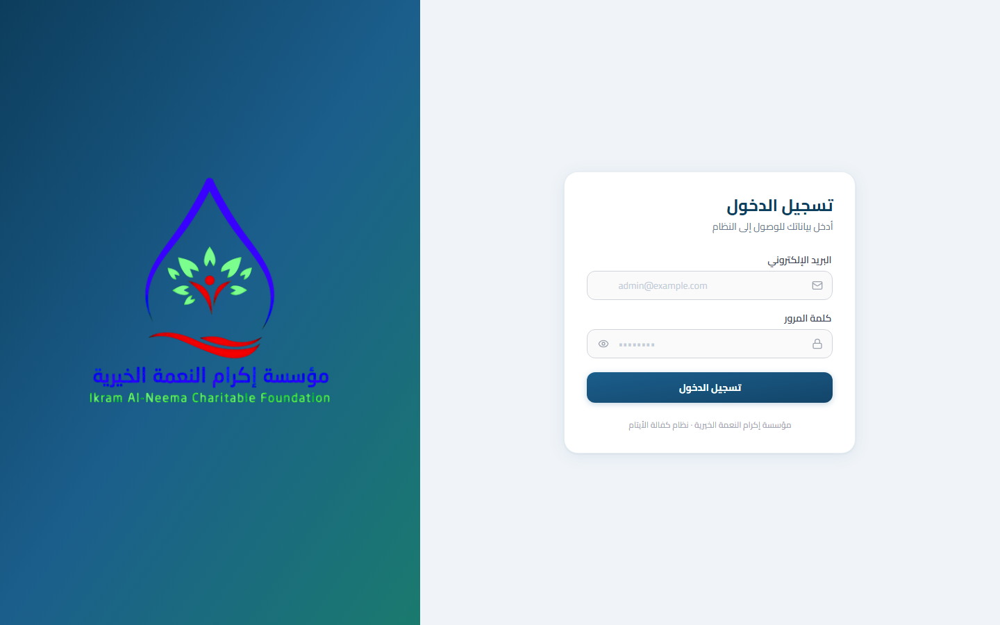 مؤسسة إكرام النعمة الخيرية
Ikram Al-Neema Charitable Foundation
تسجيل الدخول
أدخل بياناتك للوصول إلى النظام
البريد الإلكتروني
admin@example.com
كلمة المرور
تسجيل الدخول
مؤسسة إكرام النعمة الخيرية · نظام كفالة الأيتام